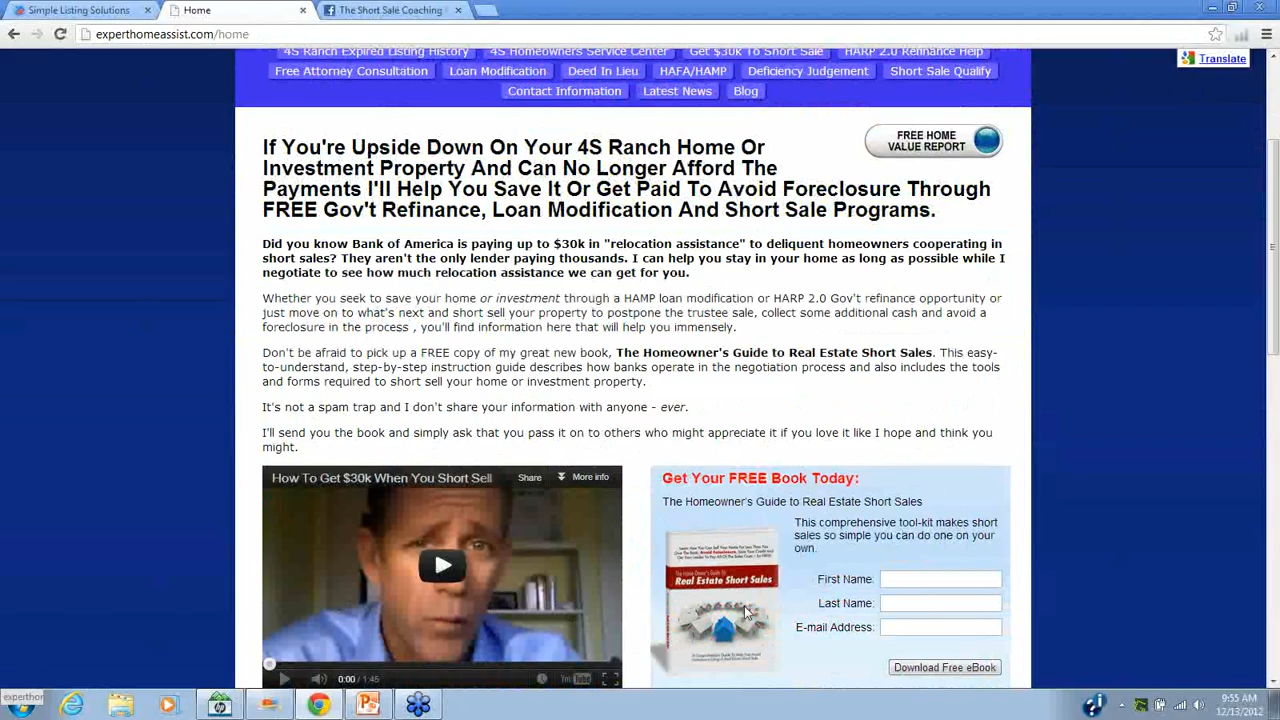 Simple Listing Solutions
Home
The Short Sale Coaching
experthomeassist.com/home
4S Ranch Expired Listing History 4S Homeowners Service Center Get $30k To Short Sale HARP 2.0 Refinance Help
Translate
Free Attorney Consultation Loan Modification Deed In Lieu HAFA/HAMP Deficiency Judgement Short Sale Qualify
Contact Information Latest News Blog
FREE HOME
VALUE REPORT
If You're Upside Down On Your 4S Ranch Home Or
Investment Property And Can No Longer Afford The
Payments I'll Help You Save It Or Get Paid To Avoid Foreclosure Through
FREE Gov't Refinance, Loan Modification And Short Sale Programs.
Did you know Bank of America is paying up to $30k in "relocation assistance" to deliquent homeowners cooperating in
short sales? They aren't the only lender paying thousands. I can help you stay in your home as long as possible while I
negotiate to see how much relocation assistance we can get for you.
Whether you seek to save your home or investment through a HAMP loan modification or HARP 2.0 Gov't refinance opportunity or
just move on to what's next and short sell your property to postpone the trustee sale, collect some additional cash and avoid a
foreclosure in the process , you'll find information here that will help you immensely.
Don't be afraid to pick up a FREE copy of my great new book, The Homeowner's Guide to Real Estate Short Sales. This easy-
to-understand, step-by-step instruction guide describes how banks operate in the negotiation process and also includes the tools
and forms required to short sell your home or investment property.
It's not a spam trap and I don't share your information with anyone - ever.
I'll send you the book and simply ask that you pass it on to others who might appreciate it if you love it like I hope and think you
might.
How To Get $30k When You Short Sell Share More info
0:00 / 1:45
You Tube
Get Your FREE Book Today:
The Homeowner's Guide to Real Estate Short Sales
This comprehensive tool-kit makes short
sales so simple you can do one on your
own.
Real Estate Short Sales
First Name:
Last Name:
E-mail Address:
Download Free eBook
experthor
9:55 AM
12/13/2012